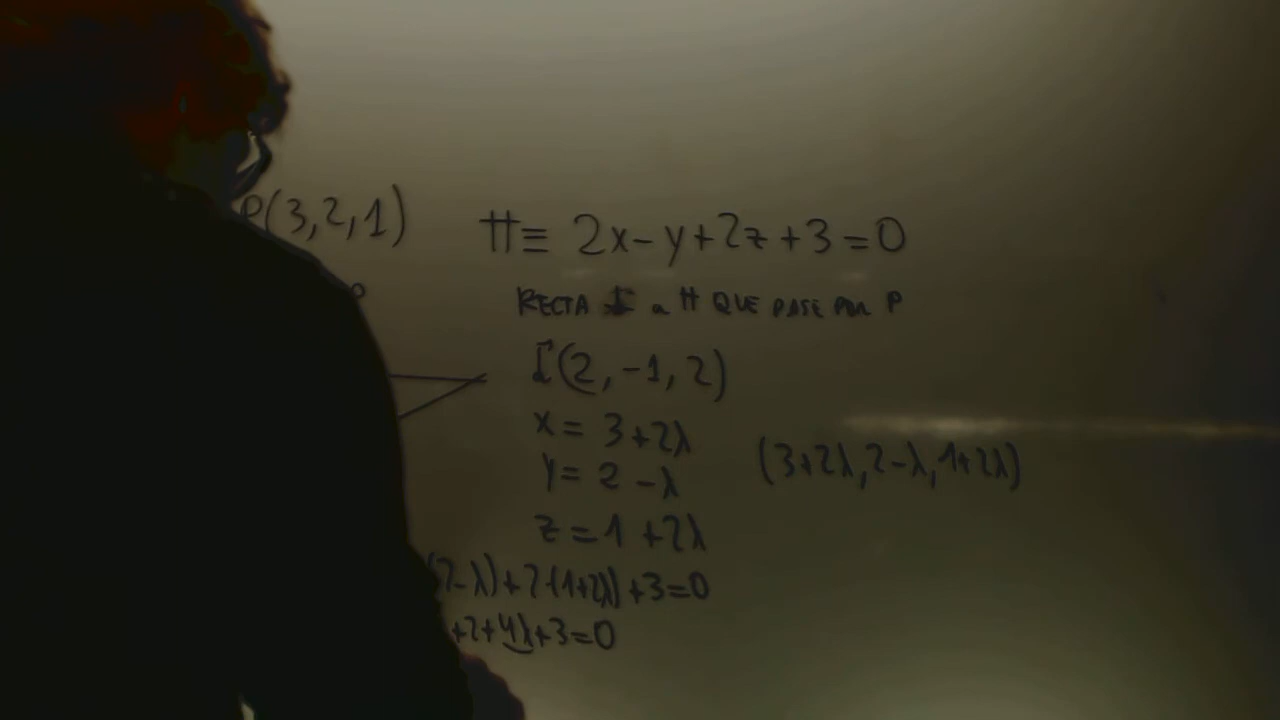 P(3,2,1)
π≡ 2x-y+2z+3=0
RECTA ⊥ a π QUE PASE POR P
(2,-1,2)
x= 3+2λ
y= 2-λ
(3+2λ,2-λ,1+2λ)
z=1+2λ
(2-λ)+2·(1+2λ)+3=0
+2+4λ+3=0